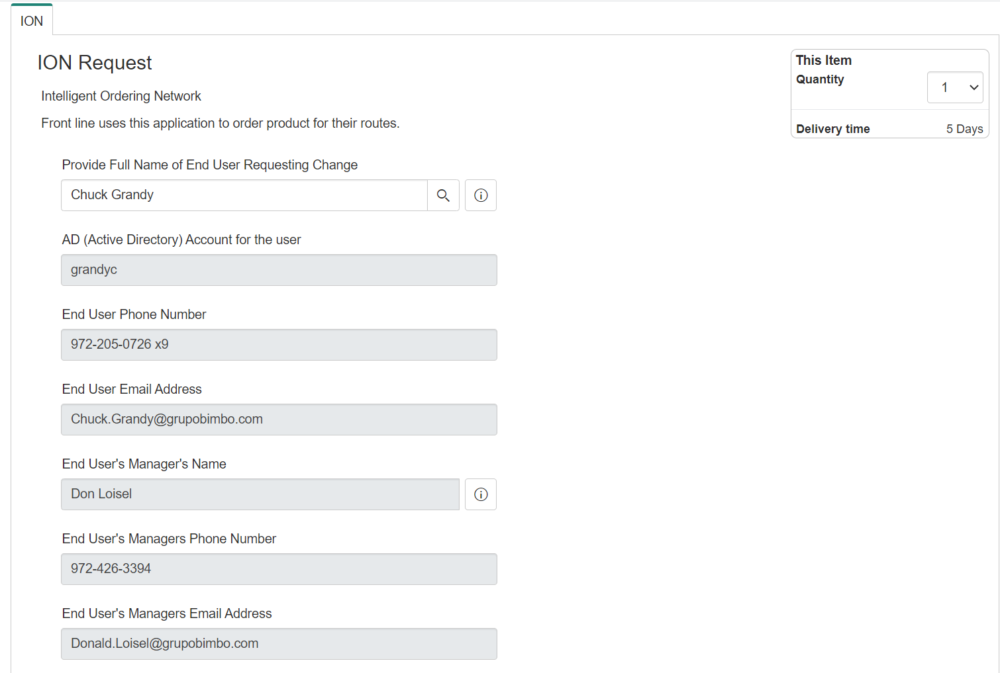 ION
ION Request
Intelligent Ordering Network
Front line uses this application to order product for their routes.
This Item
Quantity
1
Delivery time 5 Days
Provide Full Name of End User Requesting Change
Chuck Grandy
AD (Active Directory) Account for the user
grandyc
End User Phone Number
972-205-0726 x9
End User Email Address
Chuck.Grandy@grupobimbo.com
End User's Manager's Name
Don Loisel
End User's Managers Phone Number
972-426-3394
End User's Managers Email Address
Donald.Loisel@grupobimbo.com